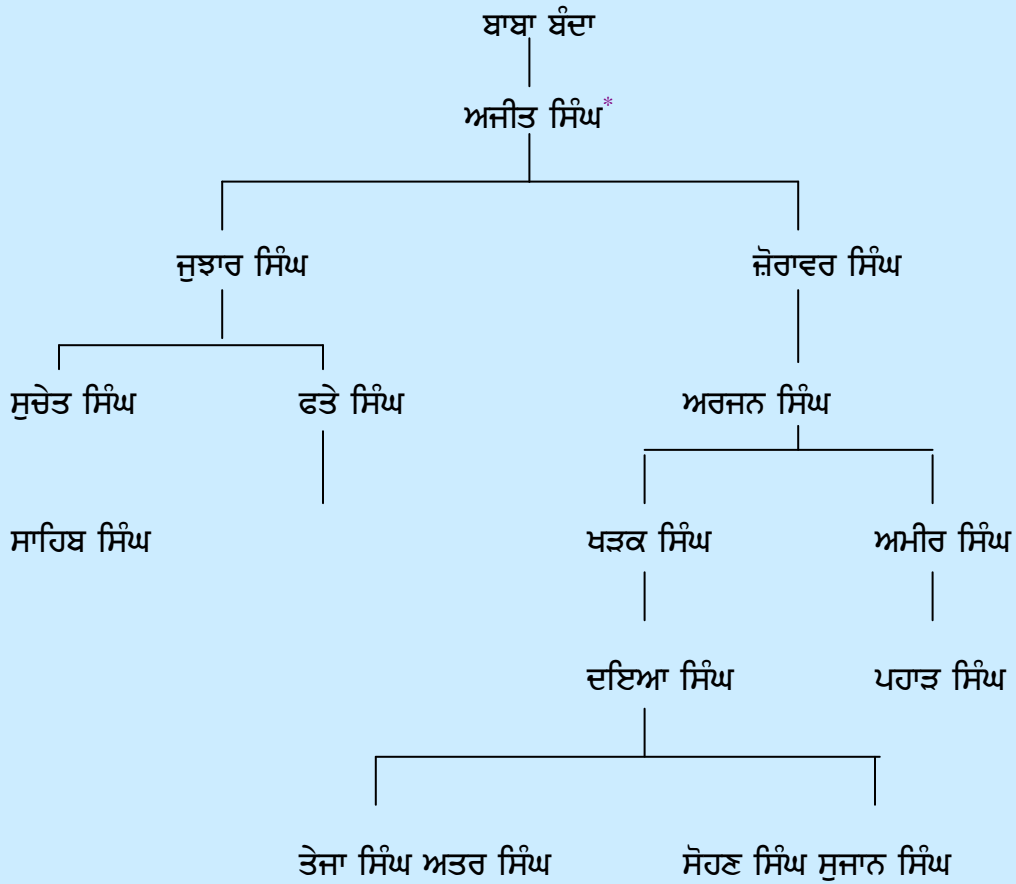 ਬਾਬਾ ਬੰਦਾ
ਅਜੀਤ ਸਿੰਘ*
ਜੁਝਾਰ ਸਿੰਘ ਜ਼ੋਰਾਵਰ ਸਿੰਘ
ਸੁਚੇਤ ਸਿੰਘ ਫਤੇ ਸਿੰਘ ਅਰਜਨ ਸਿੰਘ
ਸਾਹਿਬ ਸਿੰਘ ਖੜਕ ਸਿੰਘ ਅਮੀਰ ਸਿੰਘ
ਦਇਆ ਸਿੰਘ ਪਹਾੜ ਸਿੰਘ
ਤੇਜਾ ਸਿੰਘ ਅਤਰ ਸਿੰਘ ਸੋਹਣ ਸਿੰਘ ਸੁਜਾਨ ਸਿੰਘ